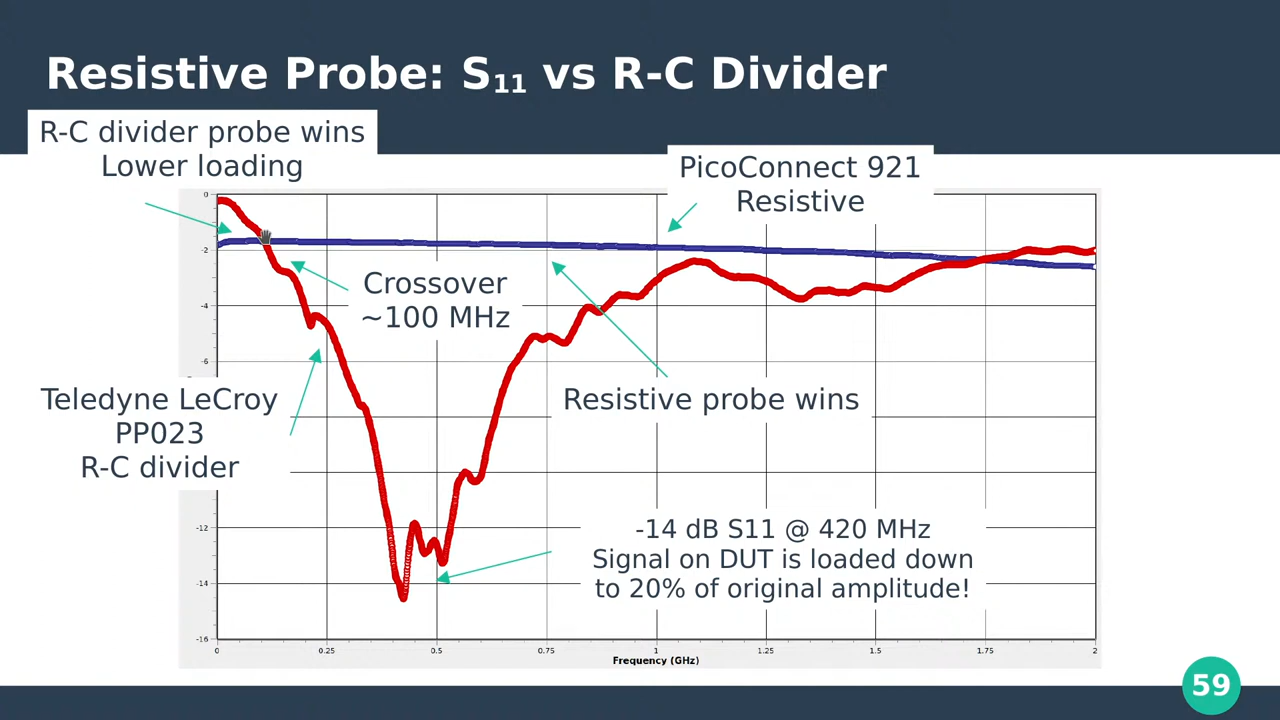 Resistive Probe: S₁₁ vs R-C Divider
R-C divider probe wins
Lower loading
PicoConnect 921
Resistive
Crossover
~100 MHz
Teledyne LeCroy
PP023
R-C divider
Resistive probe wins
-14 dB S11 @ 420 MHz
Signal on DUT is loaded down
to 20% of original amplitude!
0
-2
-4
-6
-12
-14
-16
0 0.25 0.5 0.75 1 1.25 1.5 1.75 2
Frequency (GHz)
59